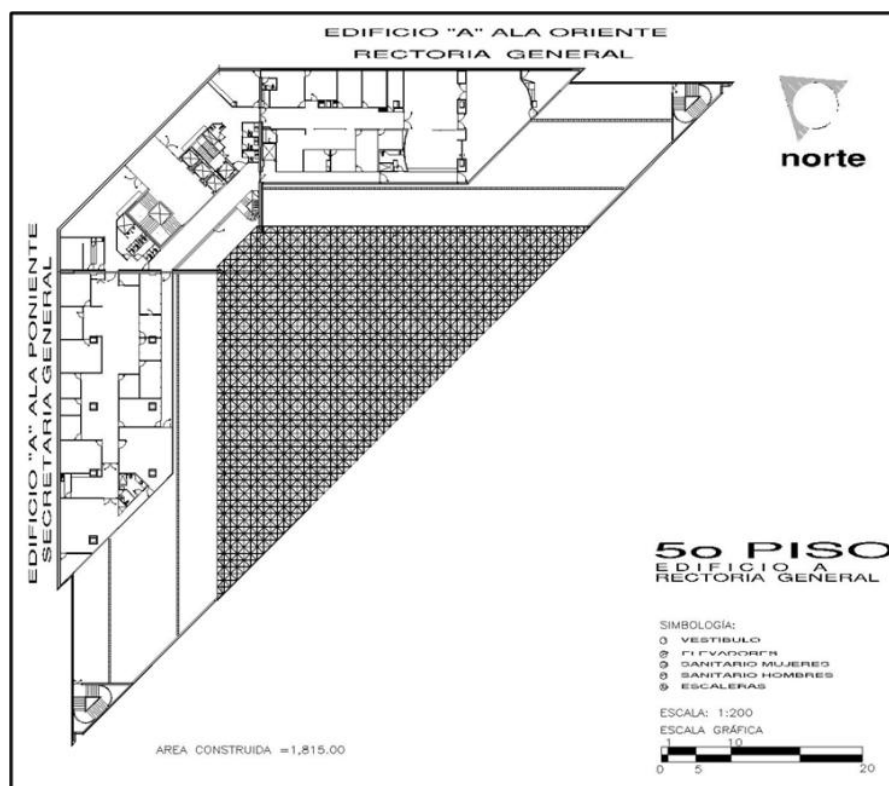 EDIFICIO "A" ALA ORIENTE
RECTORIA GENERAL
norte
EDIFICIO "A" ALA PONIENTE
SECRETARIA GENERAL
5o PISO
EDIFICIO A
RECTORIA GENERAL
SIMBOLOGÍA:
VESTIBULO
ELEVADORES
SANITARIO MUJERES
SANITARIO HOMBRES
ESCALERAS
ESCALA: 1:200
ESCALA GRÁFICA
1 10
0 5 20
AREA CONSTRUIDA =1,815.00